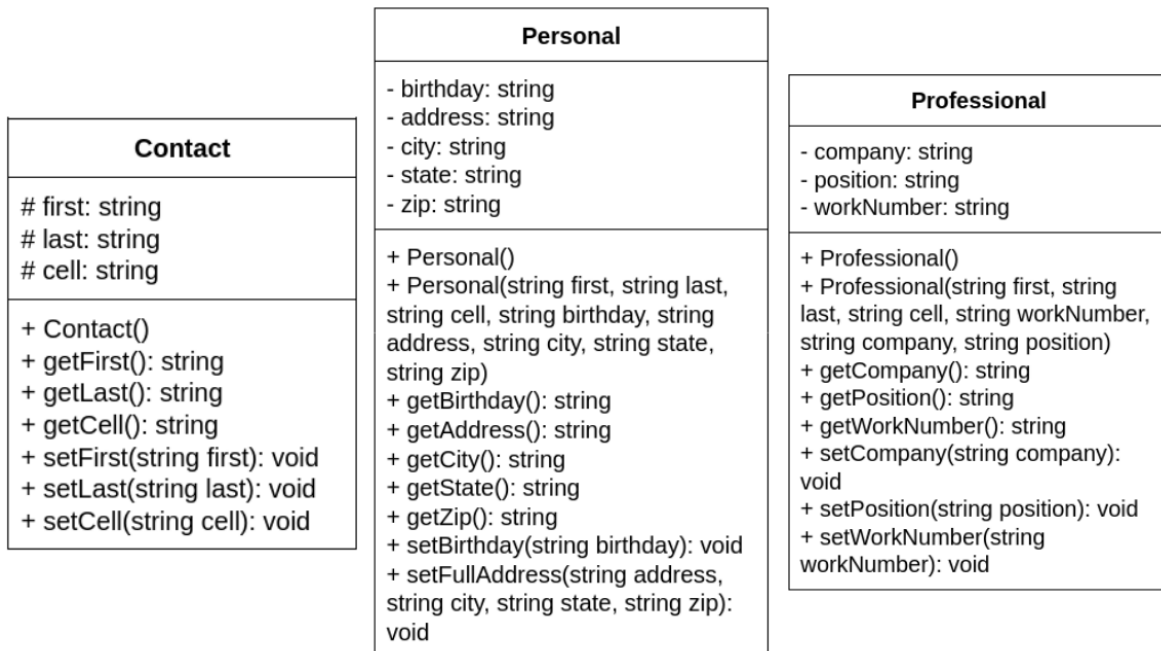 Contact
# first: string
# last: string
# cell: string
+ Contact()
+ getFirst(): string
+ getLast(): string
+ getCell(): string
+ setFirst(string first): void
+ setLast(string last): void
+ setCell(string cell): void
Personal
- birthday: string
- address: string
- city: string
- state: string
- zip: string
+ Personal()
+ Personal(string first, string last,
string cell, string birthday, string
address, string city, string state,
string zip)
+ getBirthday(): string
+ getAddress(): string
+ getCity(): string
+ getState(): string
+ getZip(): string
+ setBirthday(string birthday): void
+ setFullAddress(string address,
string city, string state, string zip):
void
Professional
- company: string
- position: string
- workNumber: string
+ Professional()
+ Professional(string first, string
last, string cell, string workNumber,
string company, string position)
+ getCompany(): string
+ getPosition(): string
+ getWorkNumber(): string
+ setCompany(string company):
void
+ setPosition(string position): void
+ setWorkNumber(string
workNumber): void